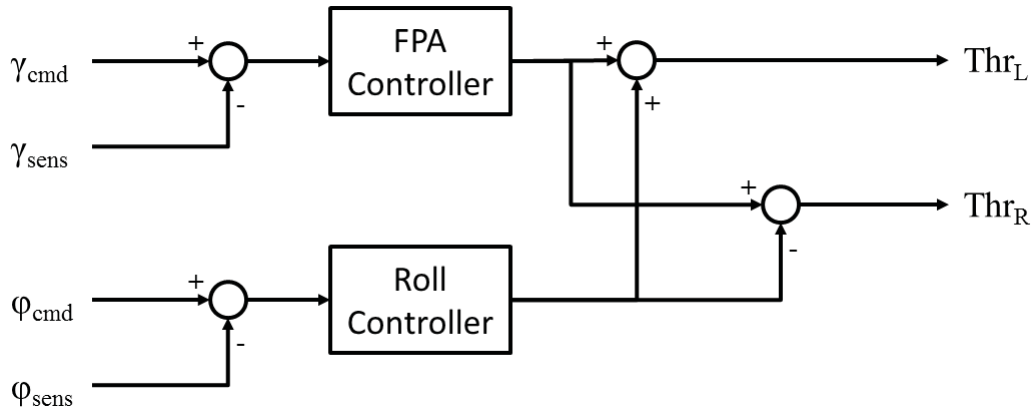 γcmd
+
-
γsens
FPA
Controller
+
+
ThrL
+
-
ThrR
φcmd
+
-
φsens
Roll
Controller